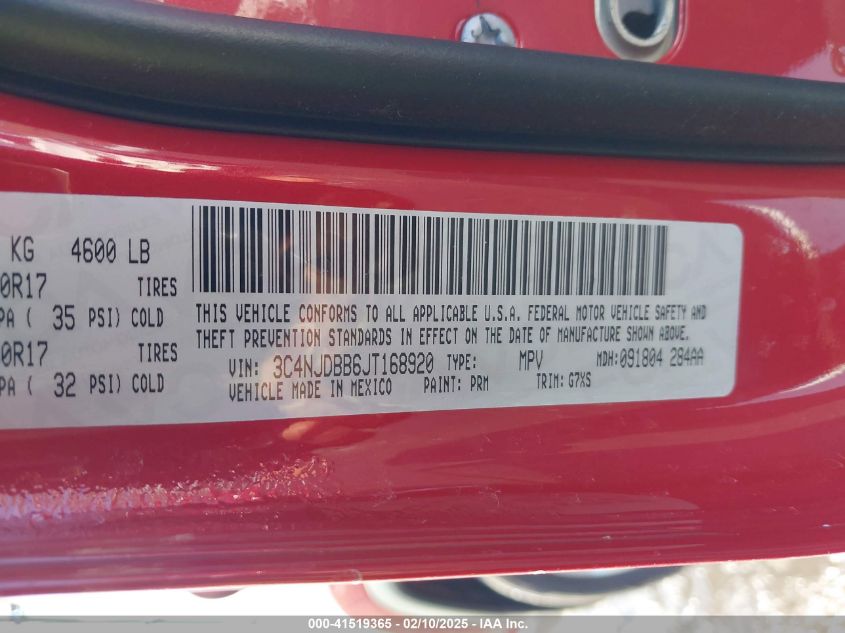 KG 4600 LB
0R17 TIRES
PA ( 35 PSI) COLD
0R17 TIRES
PA ( 32 PSI) COLD
THIS VEHICLE CONFORMS TO ALL APPLICABLE U.S.A. FEDERAL MOTOR VEHICLE SAFETY AND
THEFT PREVENTION STANDARDS IN EFFECT ON THE DATE OF MANUFACTURE SHOWN ABOVE.
VIN: 3C4NJDBB6JT168920 TYPE: MPV MDH:091804 284AA
VEHICLE MADE IN MEXICO PAINT: PRM TRIM: G7XS
000-41519365 - 02/10/2025 - IAA Inc.